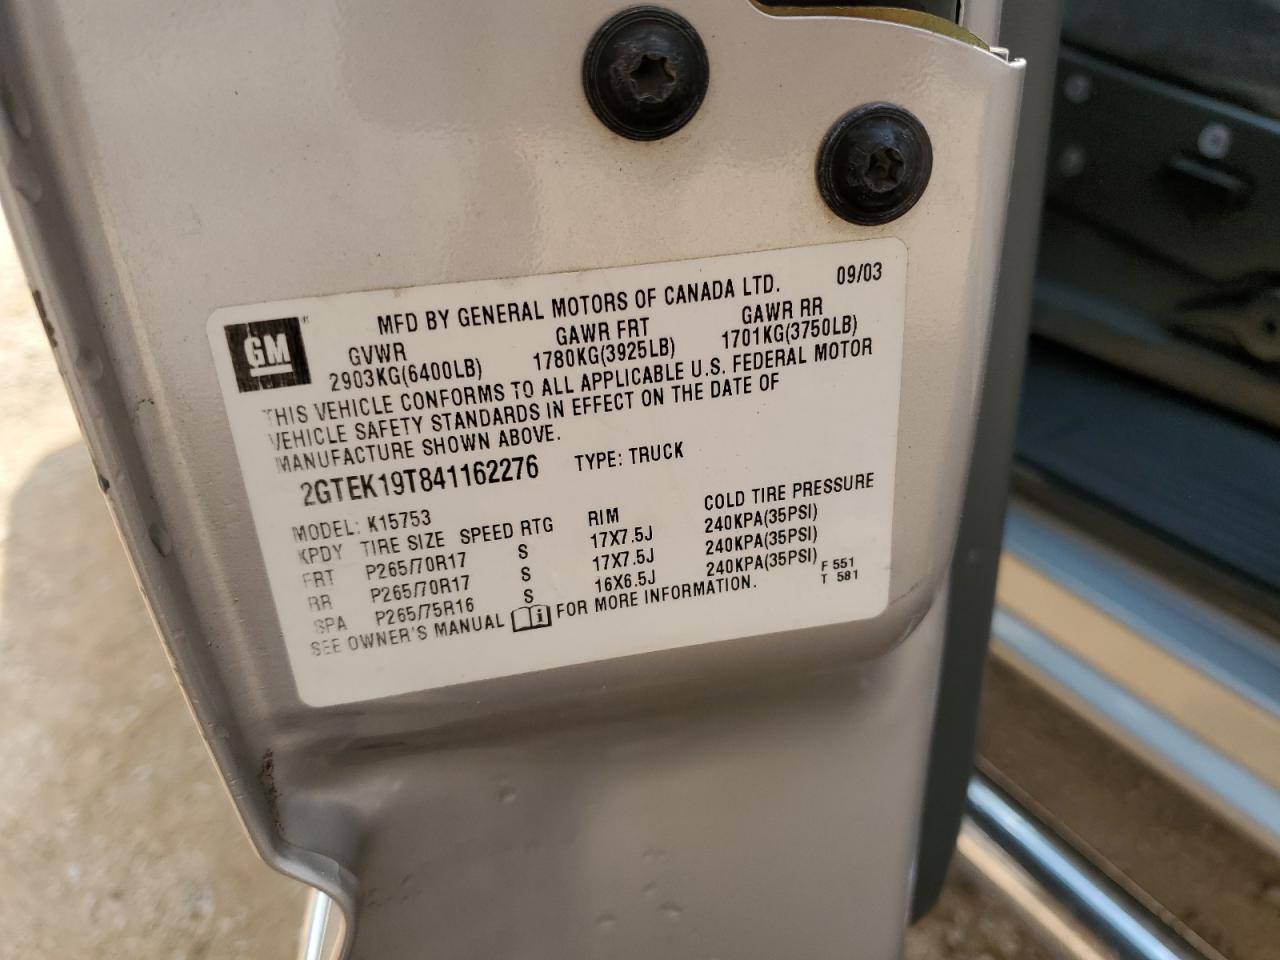 GM
MFD BY GENERAL MOTORS OF CANADA LTD. 09/03
GVWR GAWR FRT GAWR RR
2903KG(6400LB) 1780KG(3925LB) 1701KG(3750LB)
THIS VEHICLE CONFORMS TO ALL APPLICABLE U.S. FEDERAL MOTOR
VEHICLE SAFETY STANDARDS IN EFFECT ON THE DATE OF
MANUFACTURE SHOWN ABOVE.
2GTEK19T841162276 TYPE: TRUCK
MODEL: K15753
KPDY TIRE SIZE SPEED RTG RIM COLD TIRE PRESSURE
FRT P265/70R17 S 17X7.5J 240KPA(35PSI)
RR P265/70R17 S 17X7.5J 240KPA(35PSI)
SPA P265/75R16 S 16X6.5J 240KPA(35PSI)
SEE OWNER'S MANUAL i FOR MORE INFORMATION.
F 551
T 581